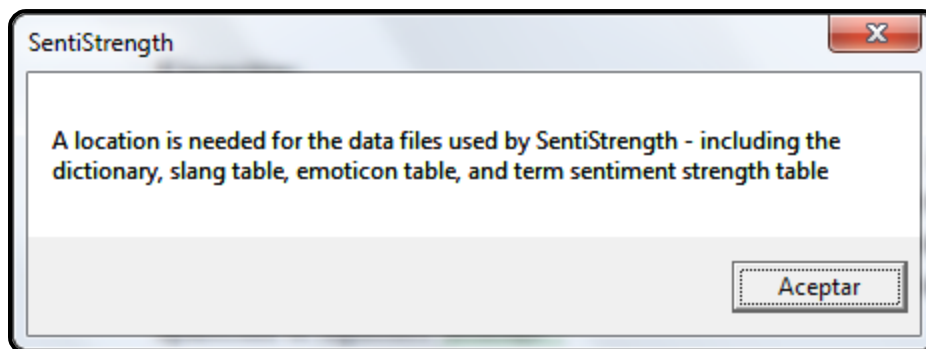 SentiStrength
A location is needed for the data files used by SentiStrength - including the
dictionary, slang table, emoticon table, and term sentiment strength table
Aceptar